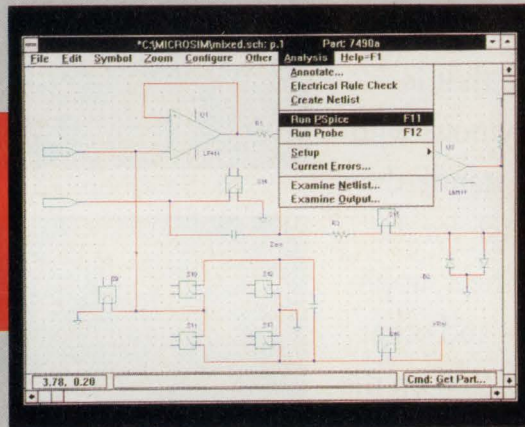 *C:\MICROSIM\mixed.sch: p.1 Part: 7490a
File Edit Symbol Zoom Configure Other Analysis Help=F1
Annotate...
Electrical Rule Check
Create Netlist
Run PSpice F11
Run Probe F12
Setup
Current Errors...
Examine Netlist...
Examine Output...
U1
R1
3.78, 0.20
Cmd: Get Part...